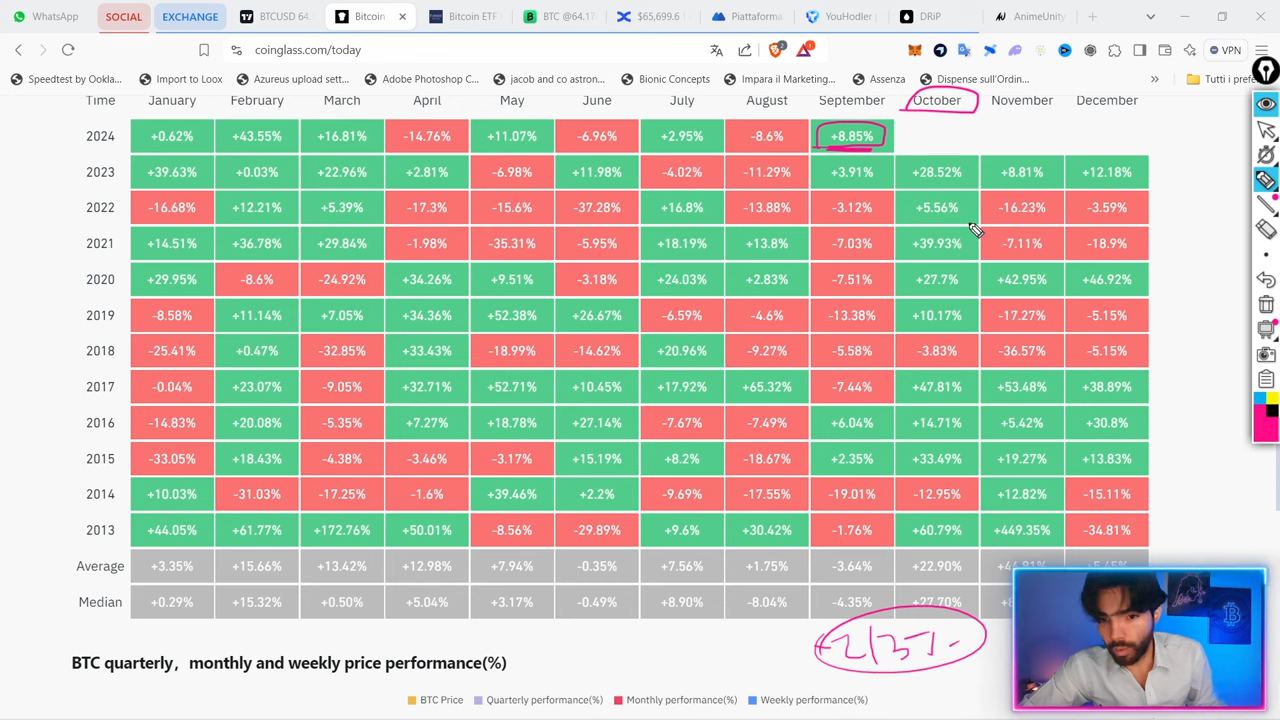 SOCIAL EXCHANGE
WhatsApp BTCUSD 64. Bitcoin Bitcoin ETF BTC @64.17 $65,699.6 Piattaforma YouHodler DRiP AnimeUnity
coinglass.com/today VPN
Speedtest by Ookla... Import to Loox Azureus upload sett... Adobe Photoshop C... jacob and co astron... Bionic Concepts Impara il Marketing... Assenza Dispense sull'Ordin... Tutti i prefe
Time January February March April May June July August September October November December
2024 +0.62% +43.55% +16.81% -14.76% +11.07% -6.96% +2.95% -8.6% +8.85%
2023 +39.63% +0.03% +22.96% +2.81% -6.98% +11.98% -4.02% -11.29% +3.91% +28.52% +8.81% +12.18%
2022 -16.68% +12.21% +5.39% -17.3% -15.6% -37.28% +16.8% -13.88% -3.12% +5.56% -16.23% -3.59%
2021 +14.51% +36.78% +29.84% -1.98% -35.31% -5.95% +18.19% +13.8% -7.03% +39.93% -7.11% -18.9%
2020 +29.95% -8.6% -24.92% +34.26% +9.51% -3.18% +24.03% +2.83% -7.51% +27.7% +42.95% +46.92%
2019 -8.58% +11.14% +7.05% +34.36% +52.38% +26.67% -6.59% -4.6% -13.38% +10.17% -17.27% -5.15%
2018 -25.41% +0.47% -32.85% +33.43% -18.99% -14.62% +20.96% -9.27% -5.58% -3.83% -36.57% -5.15%
2017 -0.04% +23.07% -9.05% +32.71% +52.71% +10.45% +17.92% +65.32% -7.44% +47.81% +53.48% +38.89%
2016 -14.83% +20.08% -5.35% +7.27% +18.78% +27.14% -7.67% -7.49% +6.04% +14.71% +5.42% +30.8%
2015 -33.05% +18.43% -4.38% -3.46% -3.17% +15.19% +8.2% -18.67% +2.35% +33.49% +19.27% +13.83%
2014 +10.03% -31.03% -17.25% -1.6% +39.46% +2.2% -9.69% -17.55% -19.01% -12.95% +12.82% -15.11%
2013 +44.05% +61.77% +172.76% +50.01% -8.56% -29.89% +9.6% +30.42% -1.76% +60.79% +449.35% -34.81%
Average +3.35% +15.66% +13.42% +12.98% +7.94% -0.35% +7.56% +1.75% -3.64% +22.90%
Median +0.29% +15.32% +0.50% +5.04% +3.17% -0.49% +8.90% -8.04% -4.35% +27.70%
BTC quarterly, monthly and weekly price performance(%)
BTC Price Quarterly performance(%) Monthly performance(%) Weekly performance(%)